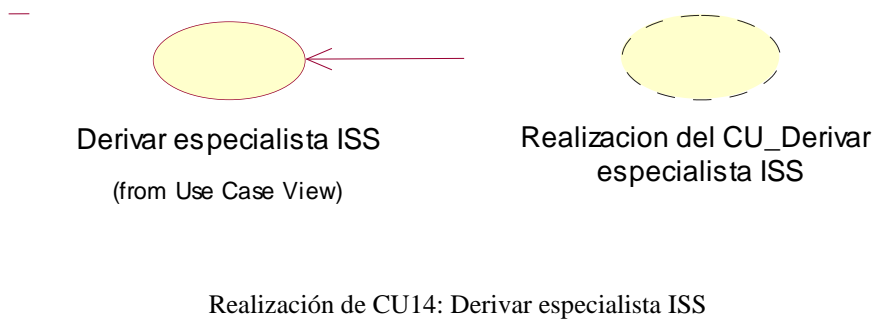 Derivar especialista ISS
(from Use Case View)
Realizacion del CU_Derivar
especialista ISS
Realización de CU14: Derivar especialista ISS